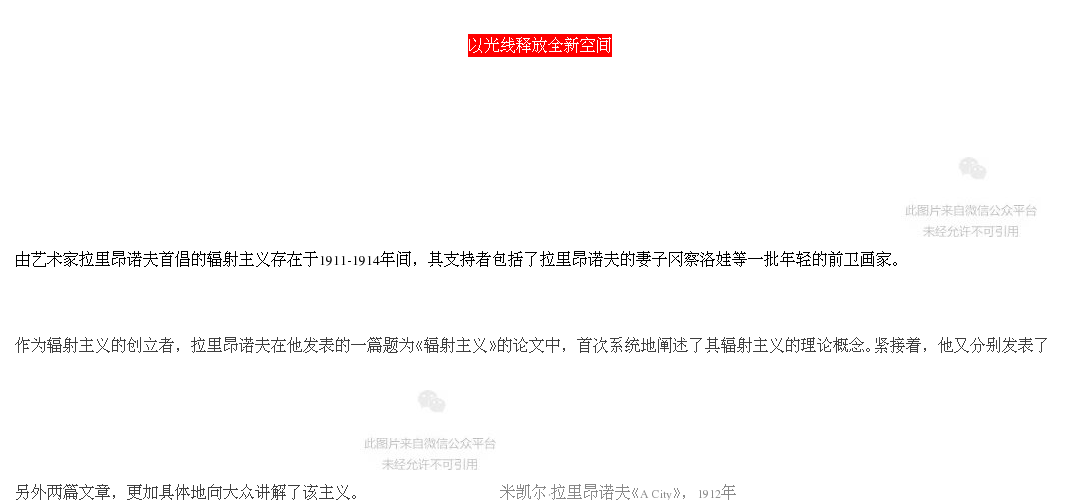 以光线释放全新空间
此图片来自微信公众平台
未经允许不可引用
由艺术家拉里昂诺夫首倡的辐射主义存在于1911-1914年间，其支持者包括了拉里昂诺夫的妻子冈察洛娃等一批年轻的前卫画家。
作为辐射主义的创立者，拉里昂诺夫在他发表的一篇题为《辐射主义》的论文中，首次系统地阐述了其辐射主义的理论概念。紧接着，他又分别发表了
此图片来自微信公众平台
未经允许不可引用
另外两篇文章，更加具体地向大众讲解了该主义。 米凯尔·拉里昂诺夫《A City》，1912年